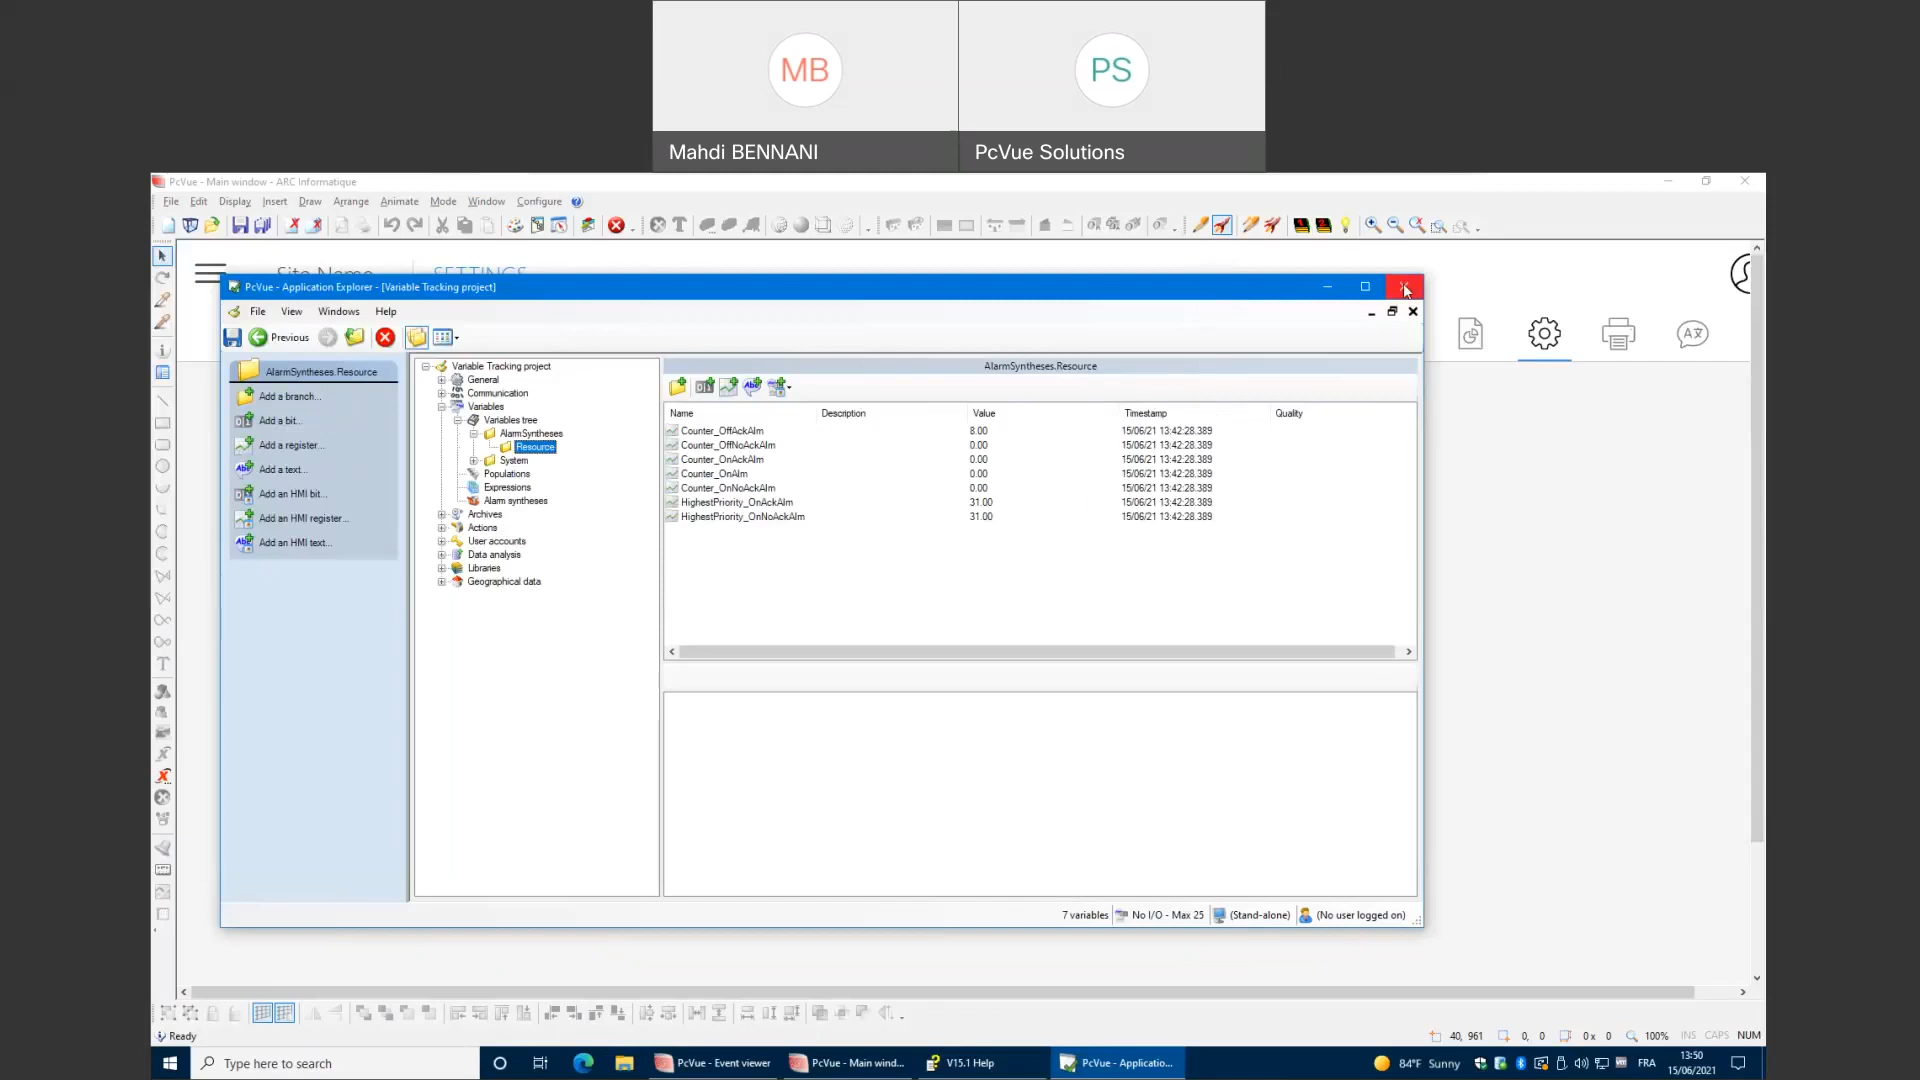 MB
PS
Mahdi BENNANI
PcVue Solutions
PcVue - Main window - ARC Informatique
File Edit Display Insert Draw Arrange Animate Mode Window Configure
Site Name SETTINGS
PcVue - Application Explorer - [Variable Tracking project]
File View Windows Help
Previous
AlarmSyntheses.Resource
Add a branch...
Add a bit...
Add a register...
Add a text...
Add an HMI bit...
Add an HMI register...
Add an HMI text...
Variable Tracking project
General
Communication
Variables
Variables tree
AlarmSyntheses
Resource
System
Populations
Expressions
Alarm syntheses
Archives
Actions
User accounts
Data analysis
Libraries
Geographical data
AlarmSyntheses.Resource
Name Description Value Timestamp Quality
Counter_OffAckAlm 8.00 15/06/21 13:42:28.389
Counter_OffNoAckAlm 0.00 15/06/21 13:42:28.389
Counter_OnAckAlm 0.00 15/06/21 13:42:28.389
Counter_OnAlm 0.00 15/06/21 13:42:28.389
Counter_OnNoAckAlm 0.00 15/06/21 13:42:28.389
HighestPriority_OnAckAlm 31.00 15/06/21 13:42:28.389
HighestPriority_OnNoAckAlm 31.00 15/06/21 13:42:28.389
7 variables No I/O - Max 25 (Stand-alone) (No user logged on)
Ready
40, 961 0, 0 0 x 0 100% INS CAPS NUM
Type here to search
PcVue - Event viewer
PcVue - Main wind...
V15.1 Help
PcVue - Applicatio...
84°F Sunny
FRA
13:50
15/06/2021